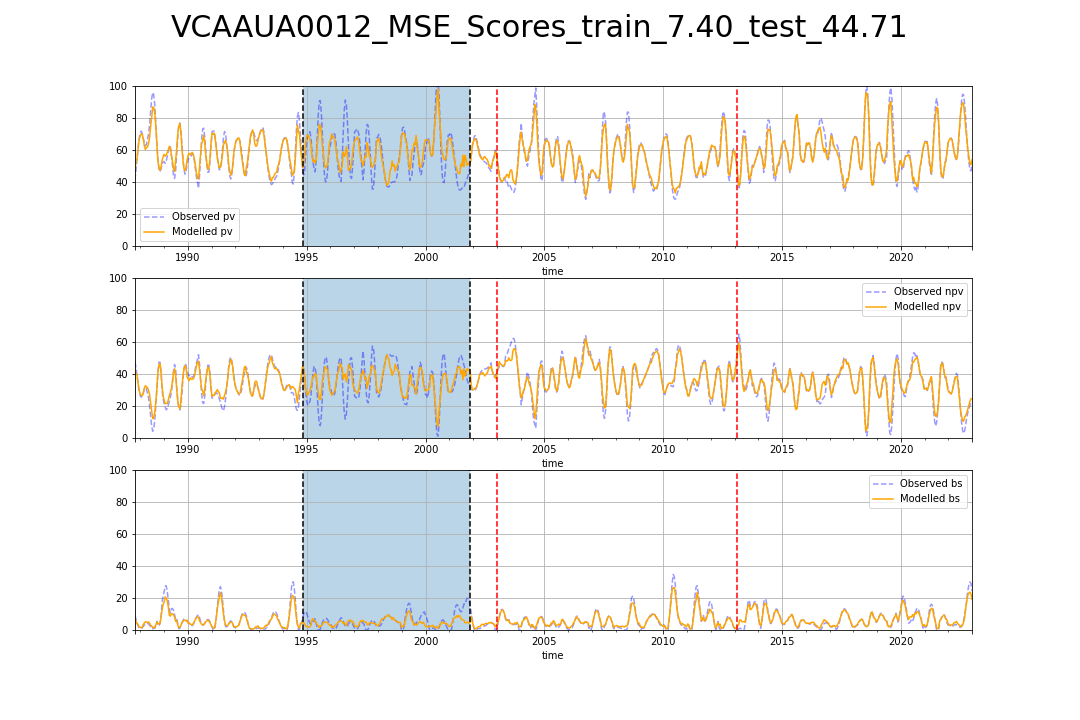 VCAAUA0012_MSE_Scores_train_7.40_test_44.71
100
80
60
40
20
0
Observed pv
Modelled pv
1990 1995 2000 2005 2010 2015 2020
time
100
80
60
40
20
0
Observed npv
Modelled npv
1990 1995 2000 2005 2010 2015 2020
time
100
80
60
40
20
0
Observed bs
Modelled bs
1990 1995 2000 2005 2010 2015 2020
time